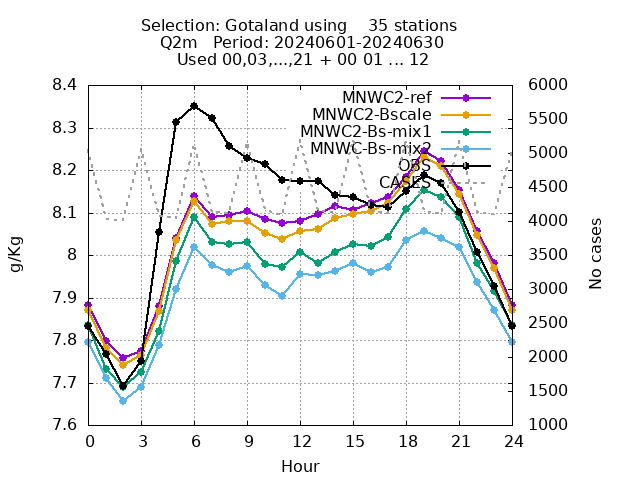 Selection: Gotaland using    35 stations
Q2m   Period: 20240601-20240630
Used 00,03,...,21 + 00 01 ... 12
MNWC2-ref
MNWC2-Bscale
MNWC2-Bs-mix1
MNWC-Bs-mix2
OBS
CASES
8.4
8.3
8.2
8.1
8
7.9
7.8
7.7
7.6
g/Kg
6000
5500
5000
4500
4000
3500
3000
2500
2000
1500
1000
No cases
0 3 6 9 12 15 18 21 24
Hour